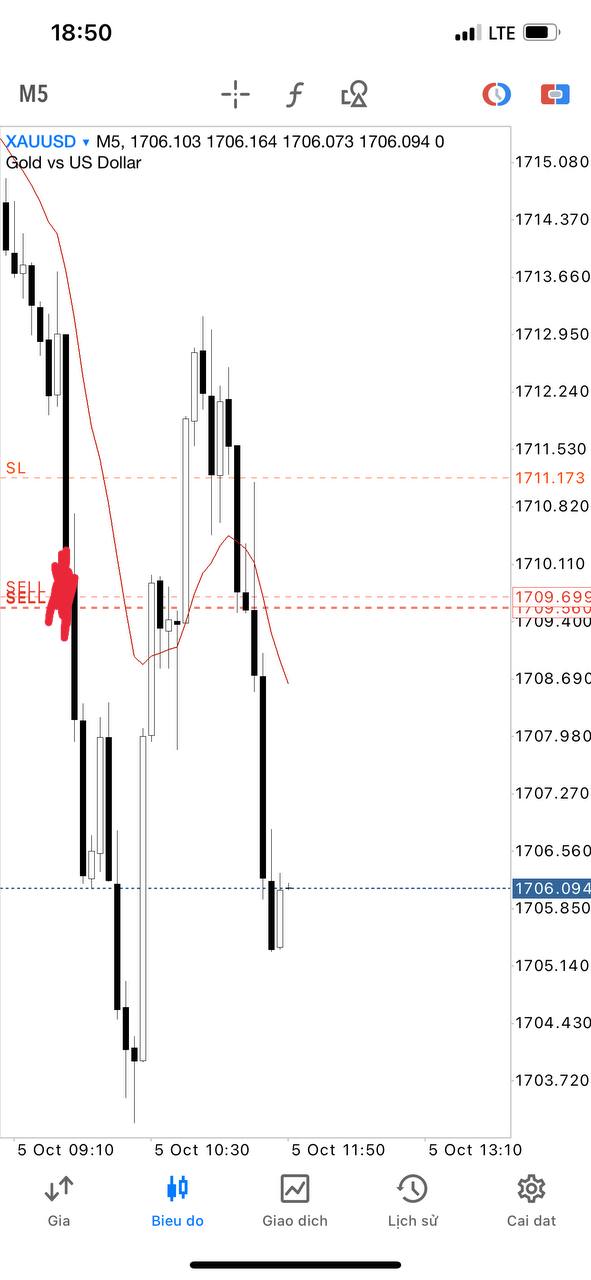 18:50
LTE
M5
XAUUSD ▾ M5, 1706.103 1706.164 1706.073 1706.094 0
Gold vs US Dollar
1715.080
1714.370
1713.660
1712.950
1712.240
1711.530
SL
1711.173
1710.820
1710.110
SELL
1709.699
SELL
1709.400
1708.690
1707.980
1707.270
1706.560
1706.094
1705.850
1705.140
1704.430
1703.720
5 Oct 09:10
5 Oct 10:30
5 Oct 11:50
5 Oct 13:10
Gia
Bieu do
Giao dich
Lịch sử
Cai dat